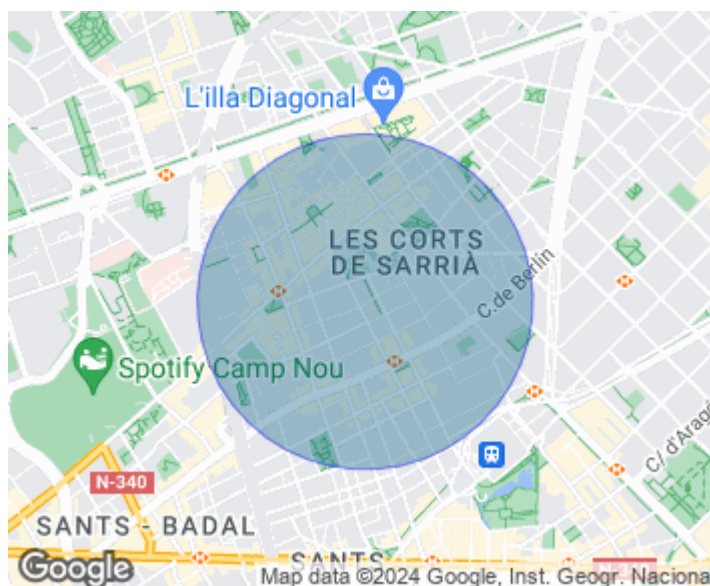 L'illa Diagonal
LES CORTS
DE SARRIÀ
C.de Berlín
Spotify Camp Nou
C/ d'Aragó
N-340
SANTS - BADAL
SANTS
Google
Map data ©2024 Google, Inst. Geogr. Naciona